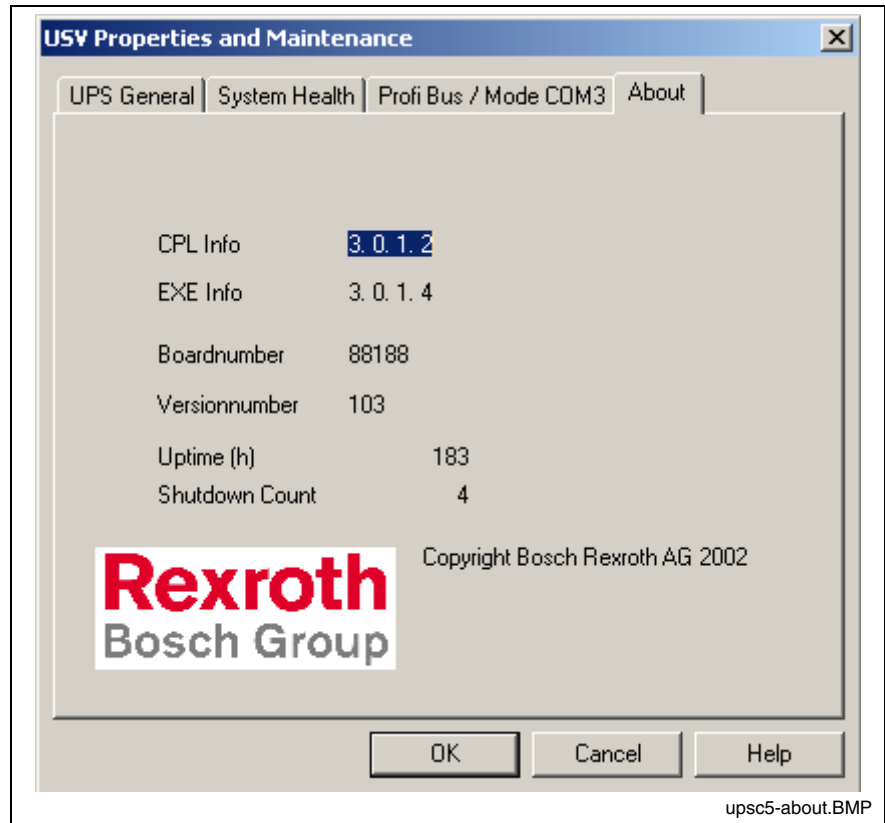 USV Properties and Maintenance
UPS General System Health Profi Bus / Mode COM3 About
CPL Info 3. 0. 1. 2
EXE Info 3. 0. 1. 4
Boardnumber 88188
Versionnumber 103
Uptime (h) 183
Shutdown Count 4
Rexroth
Bosch Group
Copyright Bosch Rexroth AG 2002
OK Cancel Help
upsc5-about.BMP